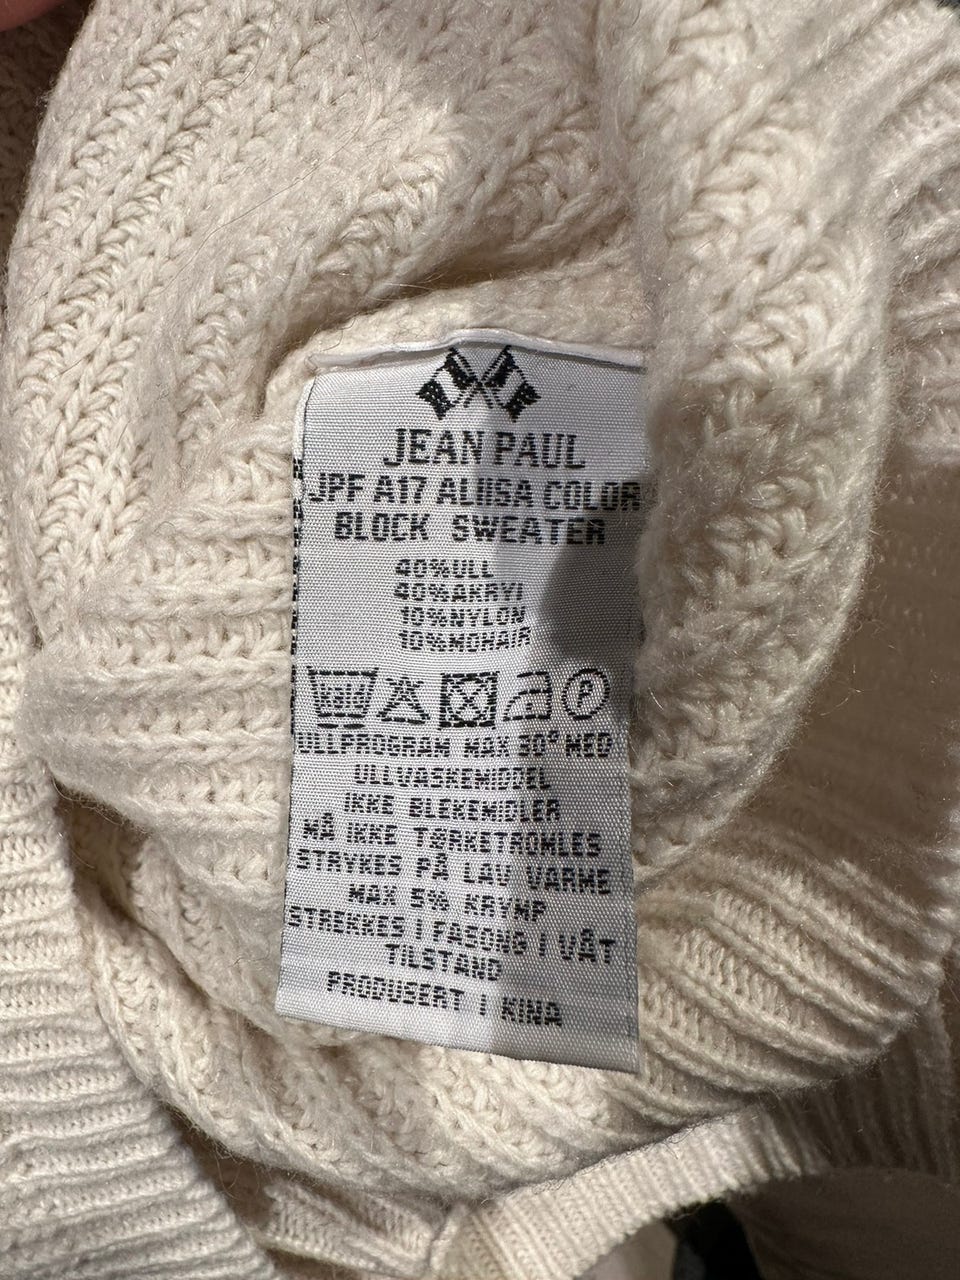 JEAN PAUL
JPF A17 ALIISA COLOR
BLOCK SWEATER
40%ULL
40%AKRYL
10%NYLON
10%MOHAIR
P
ULLPROGRAM MAX 30° MED
ULLVASKEMIDDEL
IKKE BLEKEMIDLER
MÅ IKKE TØRKETROMLES
STRYKES PÅ LAV VARME
MAX 5% KRYMP
STREKKES I FASONG I VÅT
TILSTAND
PRODUSERT I KINA